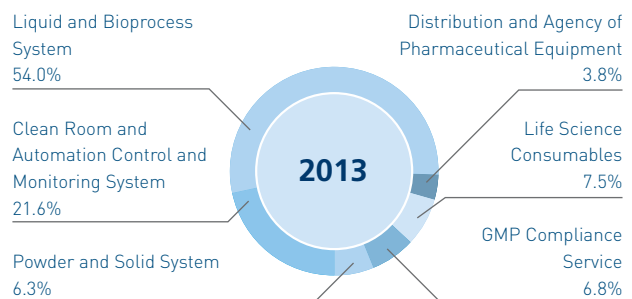 Liquid and Bioprocess
System
54.0%
Clean Room and
Automation Control and
Monitoring System
21.6%
Powder and Solid System
6.3%
2013
Distribution and Agency of
Pharmaceutical Equipment
3.8%
Life Science
Consumables
7.5%
GMP Compliance
Service
6.8%